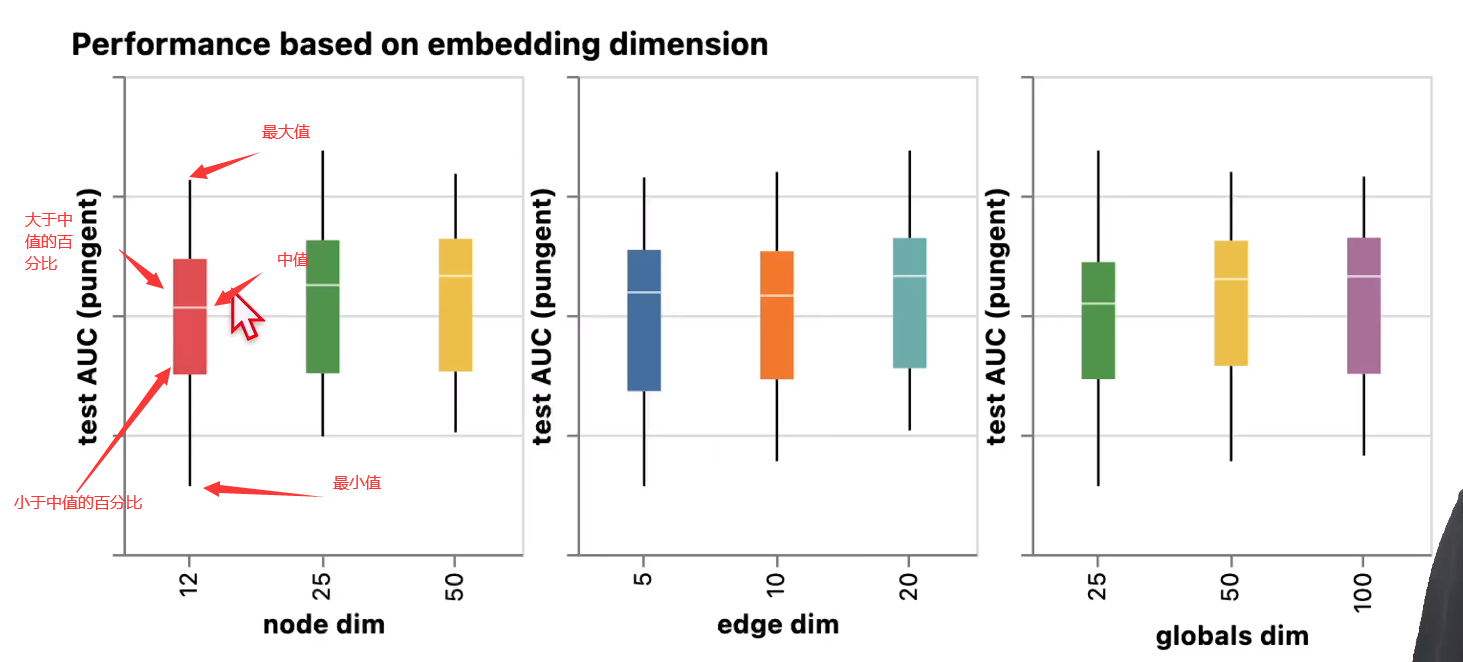 Performance based on embedding dimension
最大值
大于中
值的百
分比
中值
小于中值的百分比
最小值
test AUC (pungent)
12
25
50
node dim
test AUC (pungent)
5
10
20
edge dim
test AUC (pungent)
25
50
100
globals dim